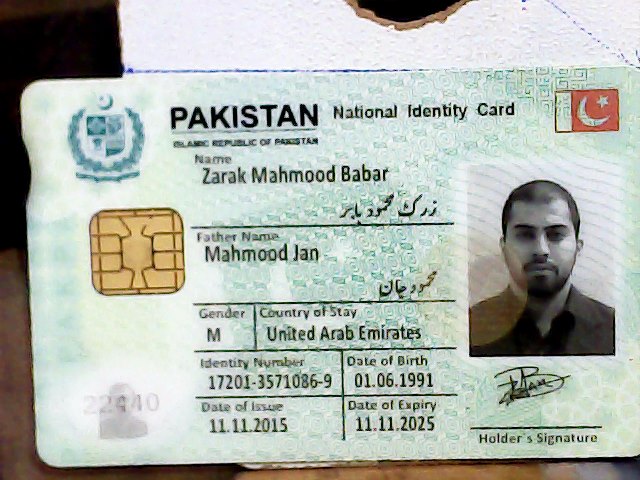 PAKISTAN National Identity Card
ISLAMIC REPUBLIC OF PAKISTAN
Name
Zarak Mahmood Babar
زرک محمود بابر
Father Name
Mahmood Jan
محمود جان
Gender Country of Stay
M United Arab Emirates
Identity Number Date of Birth
17201-3571086-9 01.06.1991
Date of Issue Date of Expiry
11.11.2015 11.11.2025
Holder's Signature